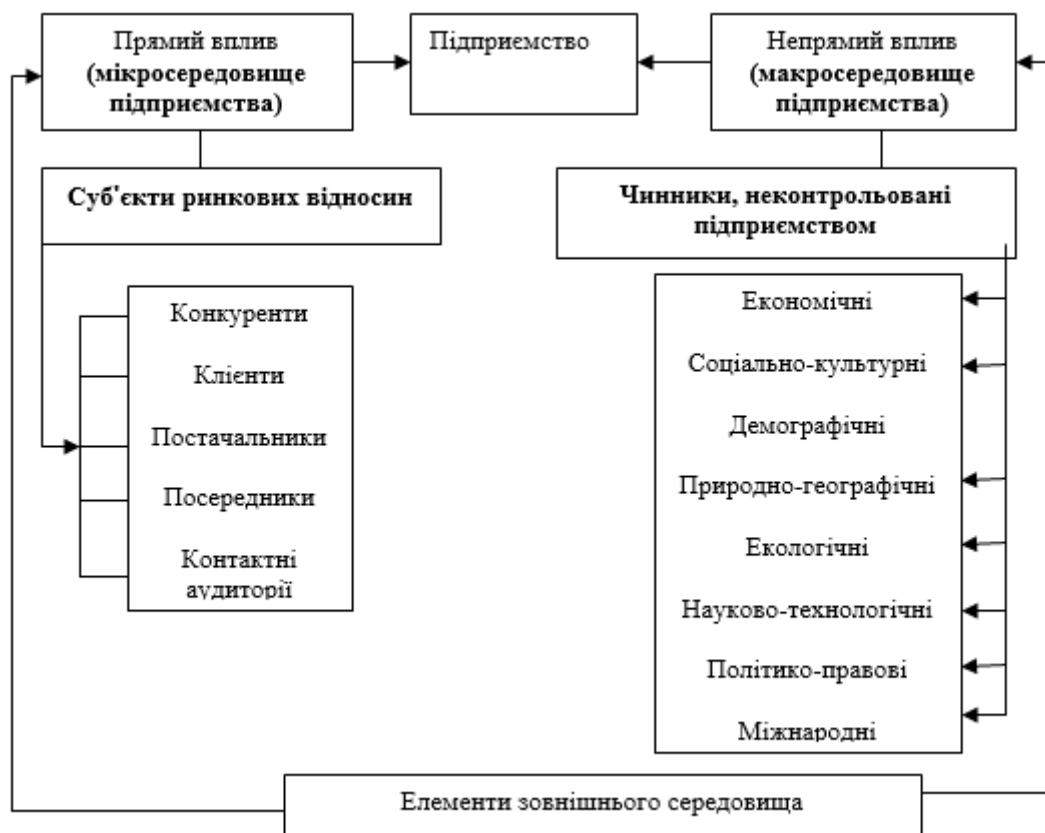 Прямий вплив
(мікросередовище
підприємства)
Підприємство
Непрямий вплив
(макросередовище
підприємства)
Суб'єкти ринкових відносин
Чинники, неконтрольовані
підприємством
Конкуренти
Клієнти
Постачальники
Посередники
Контактні
аудиторії
Економічні
Соціально-культурні
Демографічні
Природно-географічні
Екологічні
Науково-технологічні
Політико-правові
Міжнародні
Елементи зовнішнього середовища